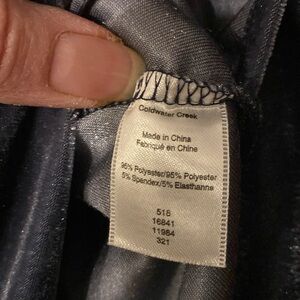 Coldwater Creek
Made in China
Fabriqué en Chine
95% Polyester/95% Polyester
5% Spandex/5% Elasthanne
518
16841
11984
321